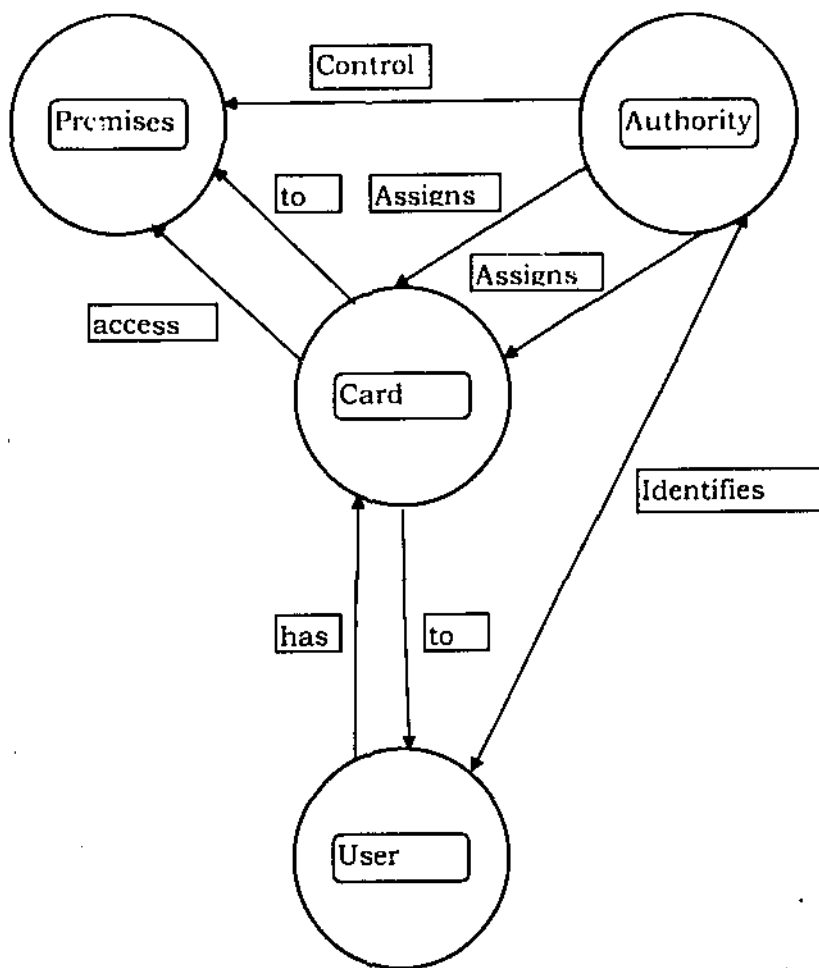 Control
Premises
Authority
to
Assigns
Assigns
access
Card
Identifies
has
to
User